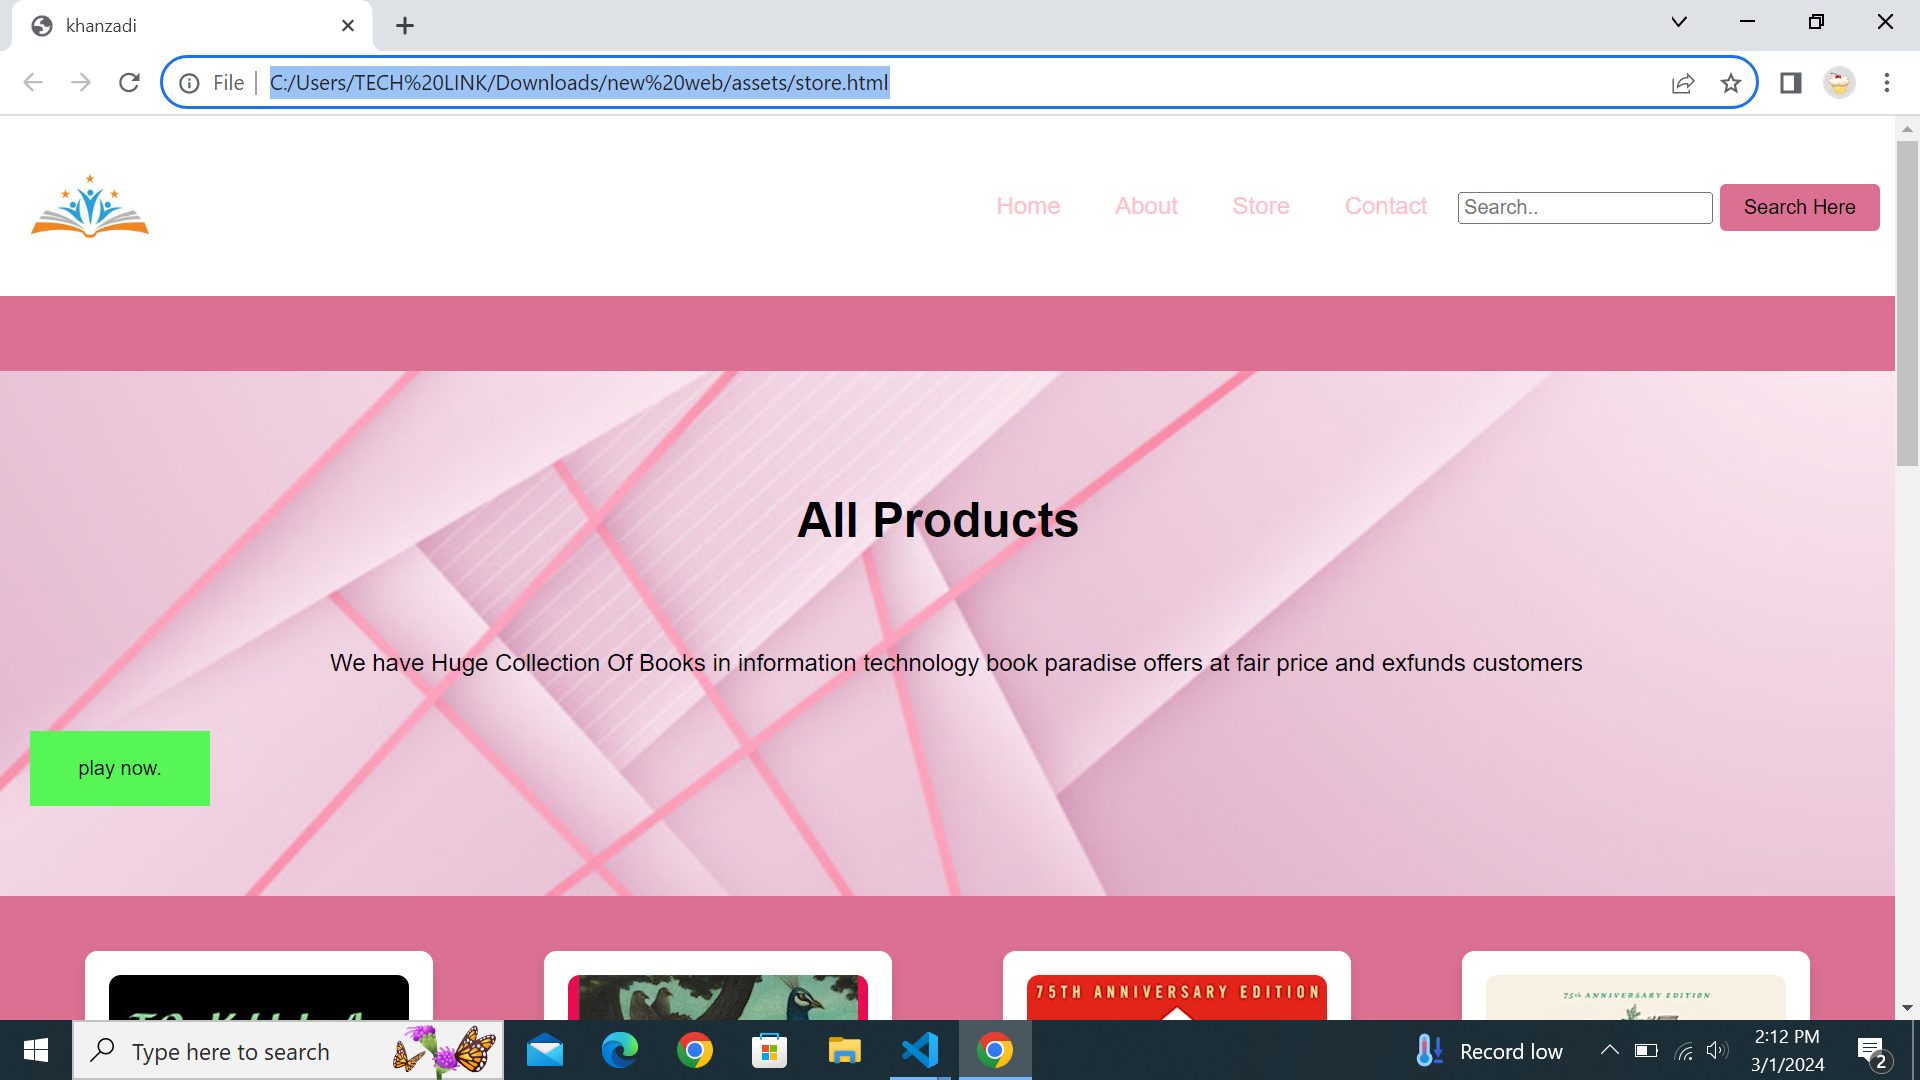 khanzadi
File
C:/Users/TECH%20LINK/Downloads/new%20web/assets/store.html
Home About Store Contact Search.. Search Here
All Products
We have Huge Collection Of Books in information technology book paradise offers at fair price and exfunds customers
play now.
75TH ANNIVERSARY EDITION
75th ANNIVERSARY EDITION
Type here to search
Record low
2:12 PM
3/1/2024
2